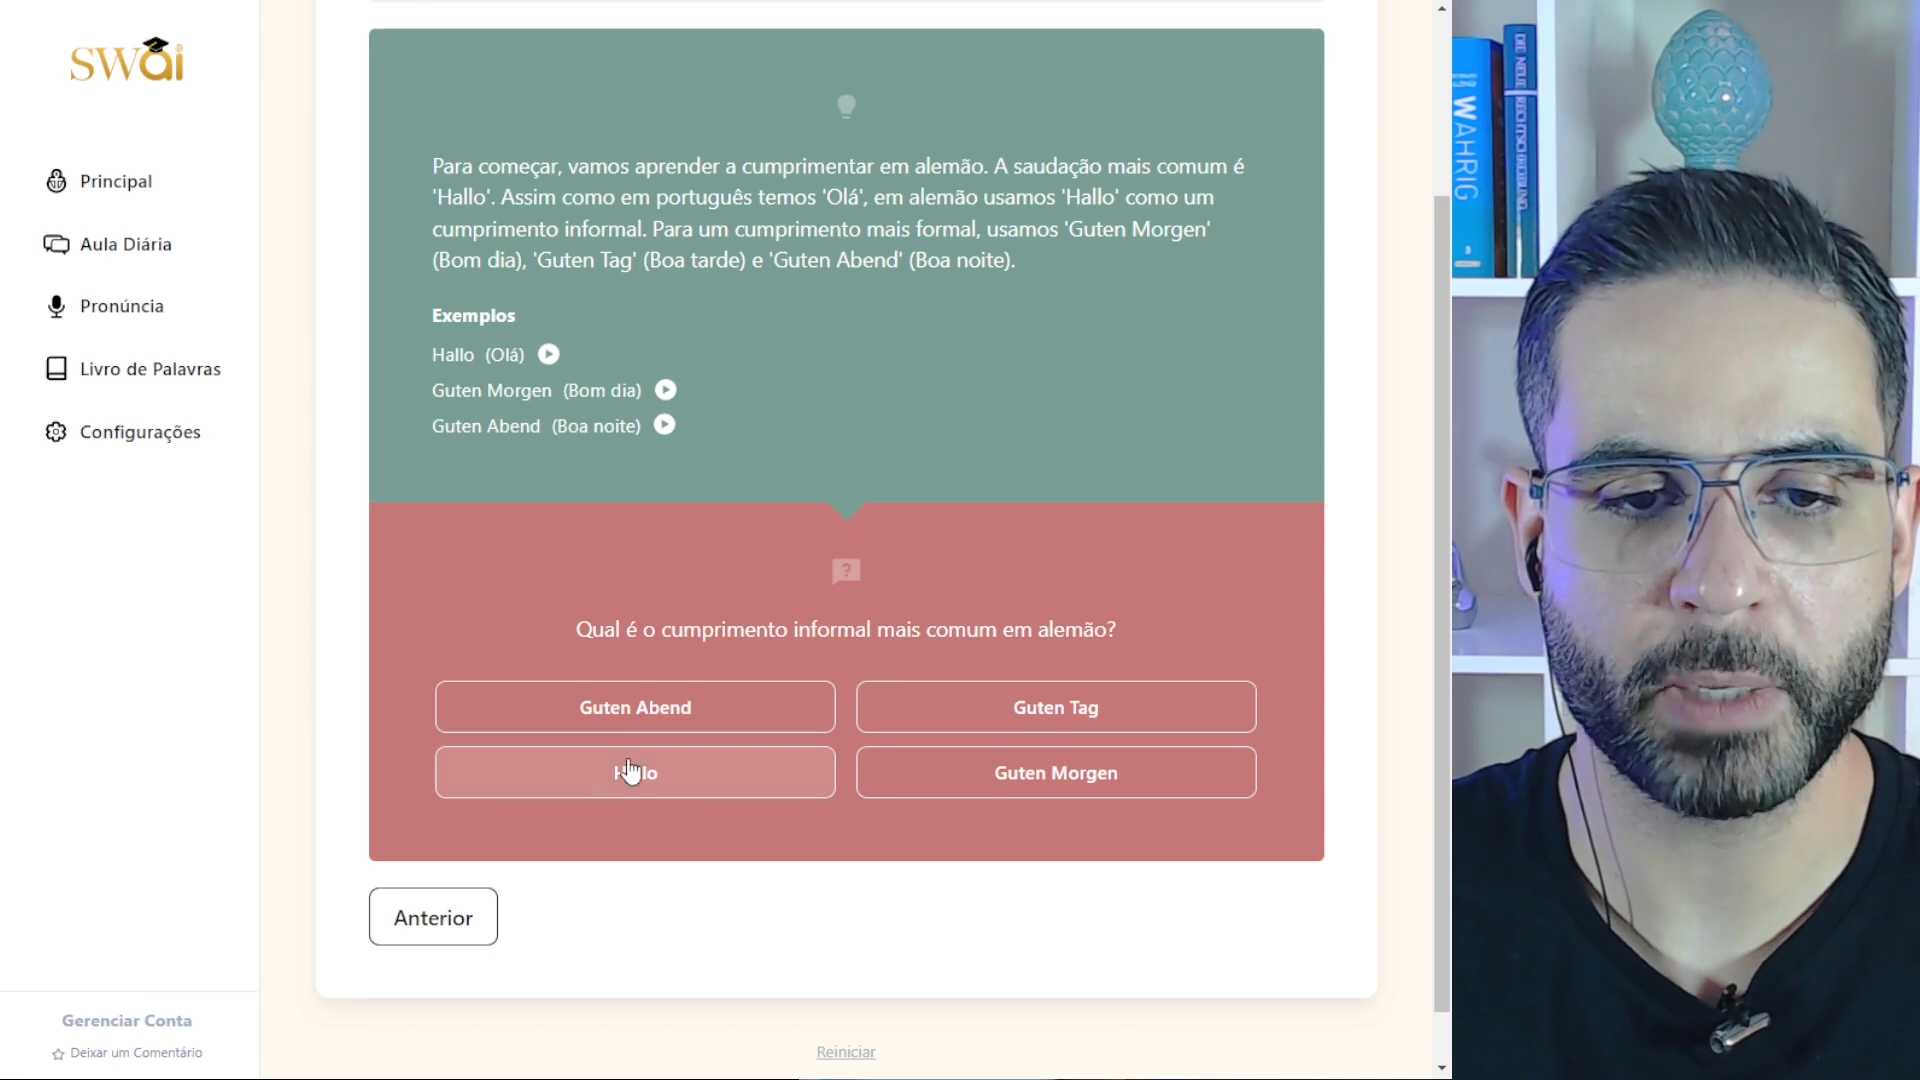 swai
Principal
Aula Diária
Pronúncia
Livro de Palavras
Configurações
Gerenciar Conta
Deixar um Comentário
Para começar, vamos aprender a cumprimentar em alemão. A saudação mais comum é
'Hallo'. Assim como em português temos 'Olá', em alemão usamos 'Hallo' como um
cumprimento informal. Para um cumprimento mais formal, usamos 'Guten Morgen'
(Bom dia), 'Guten Tag' (Boa tarde) e 'Guten Abend' (Boa noite).
Exemplos
Hallo (Olá)
Guten Morgen (Bom dia)
Guten Abend (Boa noite)
?
Qual é o cumprimento informal mais comum em alemão?
Guten Abend
Guten Tag
Hallo
Guten Morgen
Anterior
Reiniciar
WAHRIG
DIE NEUE RECHTSCHREIBUNG